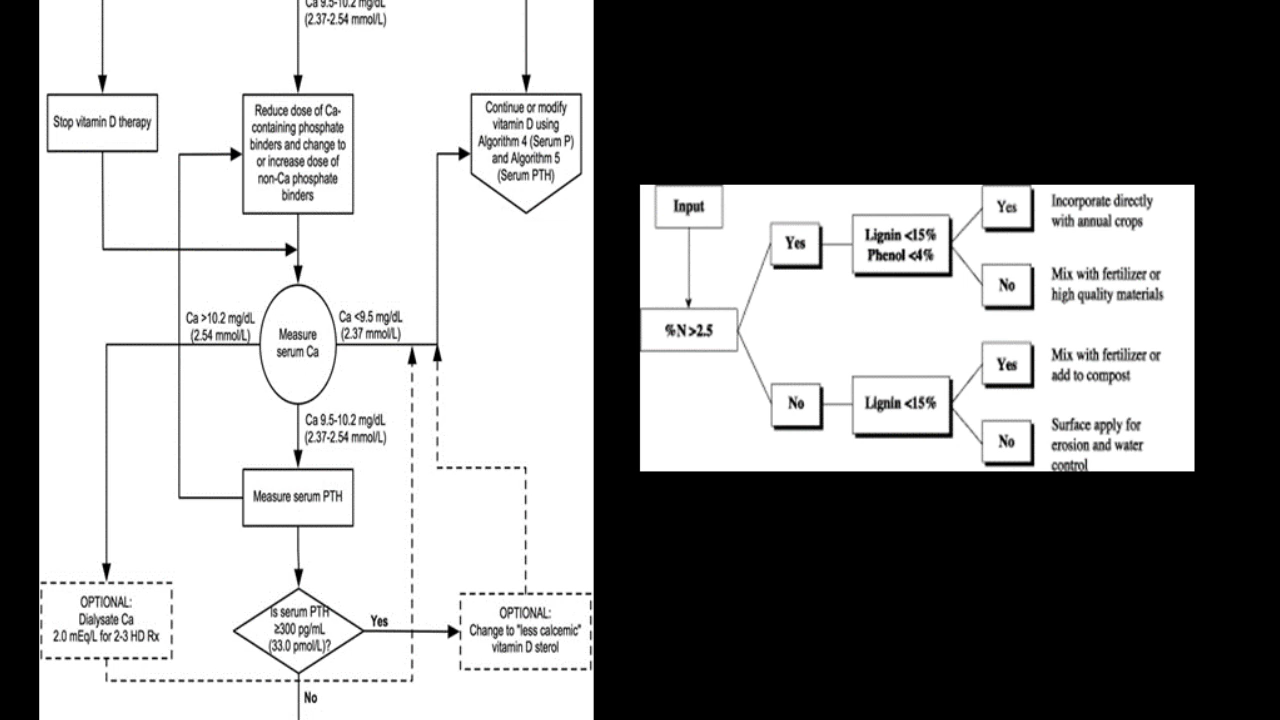 Ca 9.5-10.2 mg/dL
(2.37-2.54 mmol/L)
Stop vitamin D therapy
Reduce dose of Ca-
containing phosphate
binders and change to
or increase dose of
non-Ca phosphate
binders
Continue or modify
vitamin D using
Algorithm 4 (Serum P)
and Algorithm 5
(Serum PTH)
Ca >10.2 mg/dL
(2.54 mmol/L)
Measure
serum Ca
Ca <9.5 mg/dL
(2.37 mmol/L)
Ca 9.5-10.2 mg/dL
(2.37-2.54 mmol/L)
Measure serum PTH
OPTIONAL:
Dialysate Ca
2.0 mEq/L for 2-3 HD Rx
Is serum PTH
≥300 pg/mL
(33.0 pmol/L)?
Yes
OPTIONAL:
Change to "less calcemic"
vitamin D sterol
No
Input
%N >2.5
Yes
Lignin <15%
Phenol <4%
Yes
Incorporate directly
with annual crops
No
Mix with fertilizer or
high quality materials
No
Lignin <15%
Yes
Mix with fertilizer or
add to compost
No
Surface apply for
erosion and water
control